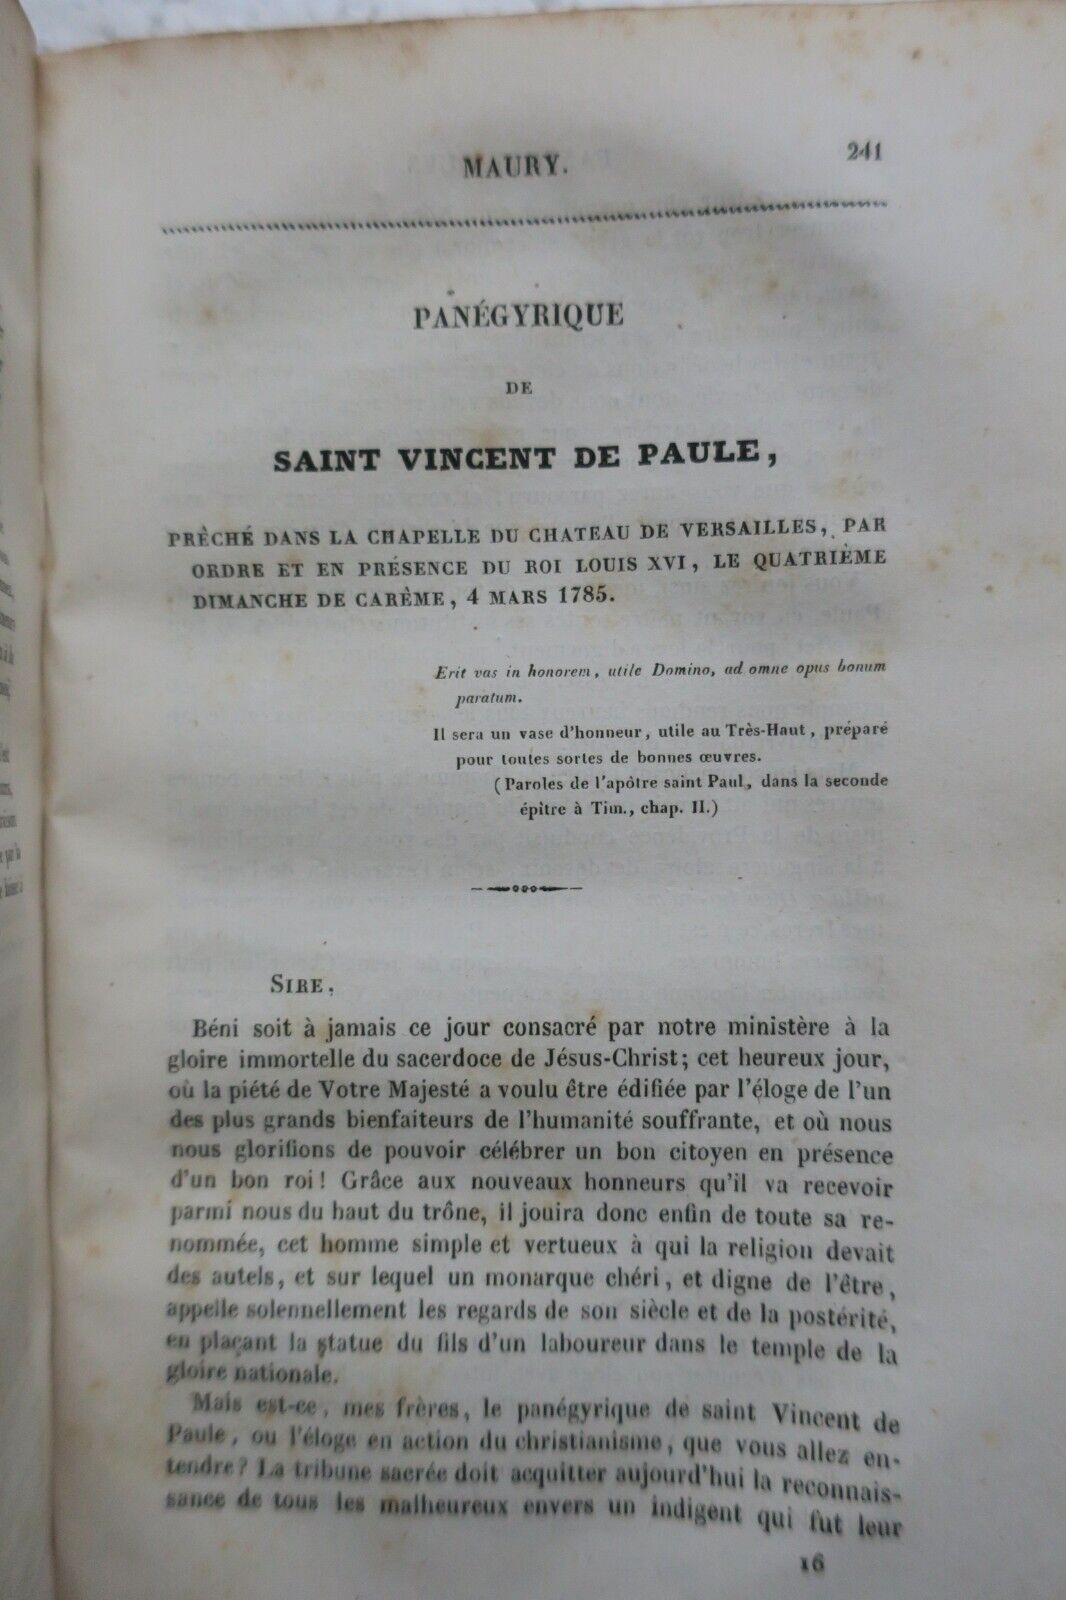 MAURY.
241
PANÉGYRIQUE
DE
SAINT VINCENT DE PAULE,
PRÊCHÉ DANS LA CHAPELLE DU CHATEAU DE VERSAILLES, PAR
ORDRE ET EN PRÉSENCE DU ROI LOUIS XVI, LE QUATRIÈME
DIMANCHE DE CARÊME, 4 MARS 1785.
Erit vas in honorem, utile Domino, ad omne opus bonum
paratum.
Il sera un vase d'honneur, utile au Très-Haut, préparé
pour toutes sortes de bonnes œuvres.
(Paroles de l'apôtre saint Paul, dans la seconde
épître à Tim., chap. II.)
SIRE,
Béni soit à jamais ce jour consacré par notre ministère à la
gloire immortelle du sacerdoce de Jésus-Christ; cet heureux jour,
où la piété de Votre Majesté a voulu être édifiée par l'éloge de l'un
des plus grands bienfaiteurs de l'humanité souffrante, et où nous
nous glorifions de pouvoir célébrer un bon citoyen en présence
d'un bon roi! Grâce aux nouveaux honneurs qu'il va recevoir
parmi nous du haut du trône, il jouira donc enfin de toute sa re-
nommée, cet homme simple et vertueux à qui la religion devait
des autels, et sur lequel un monarque chéri, et digne de l'être,
appelle solennellement les regards de son siècle et de la postérité,
en plaçant la statue du fils d'un laboureur dans le temple de la
gloire nationale.
Mais est-ce, mes frères, le panégyrique de saint Vincent de
Paule, ou l'éloge en action du christianisme, que vous allez en-
tendre? La tribune sacrée doit acquitter aujourd'hui la reconnais-
sance de tous les malheureux envers un indigent qui fut leur
16